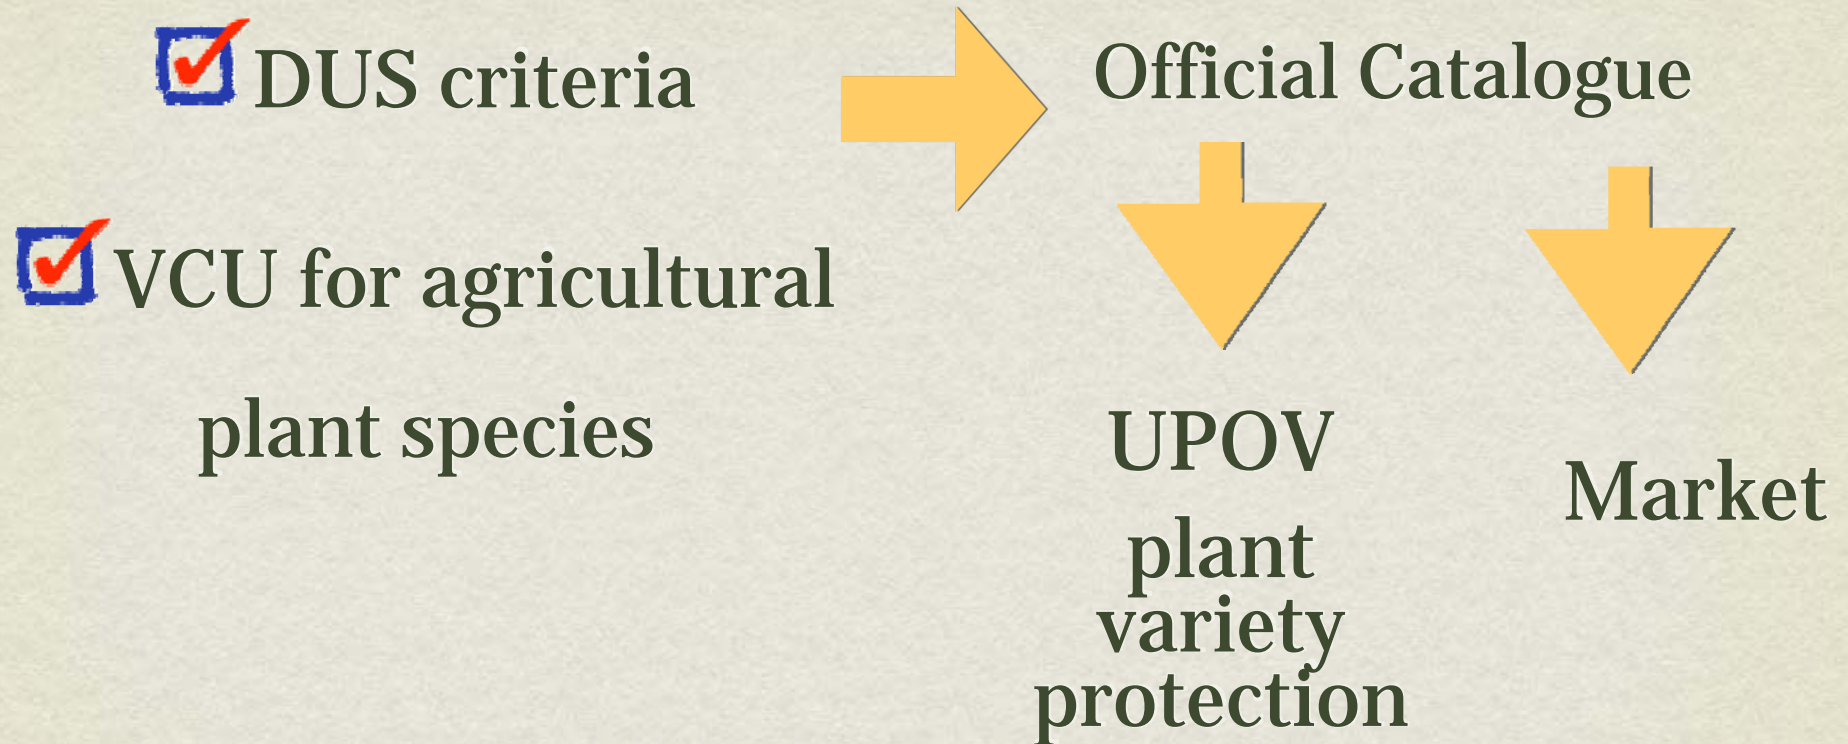 DUS criteria
VCU for agricultural
plant species
Official Catalogue
UPOV
plant
variety
protection
Market